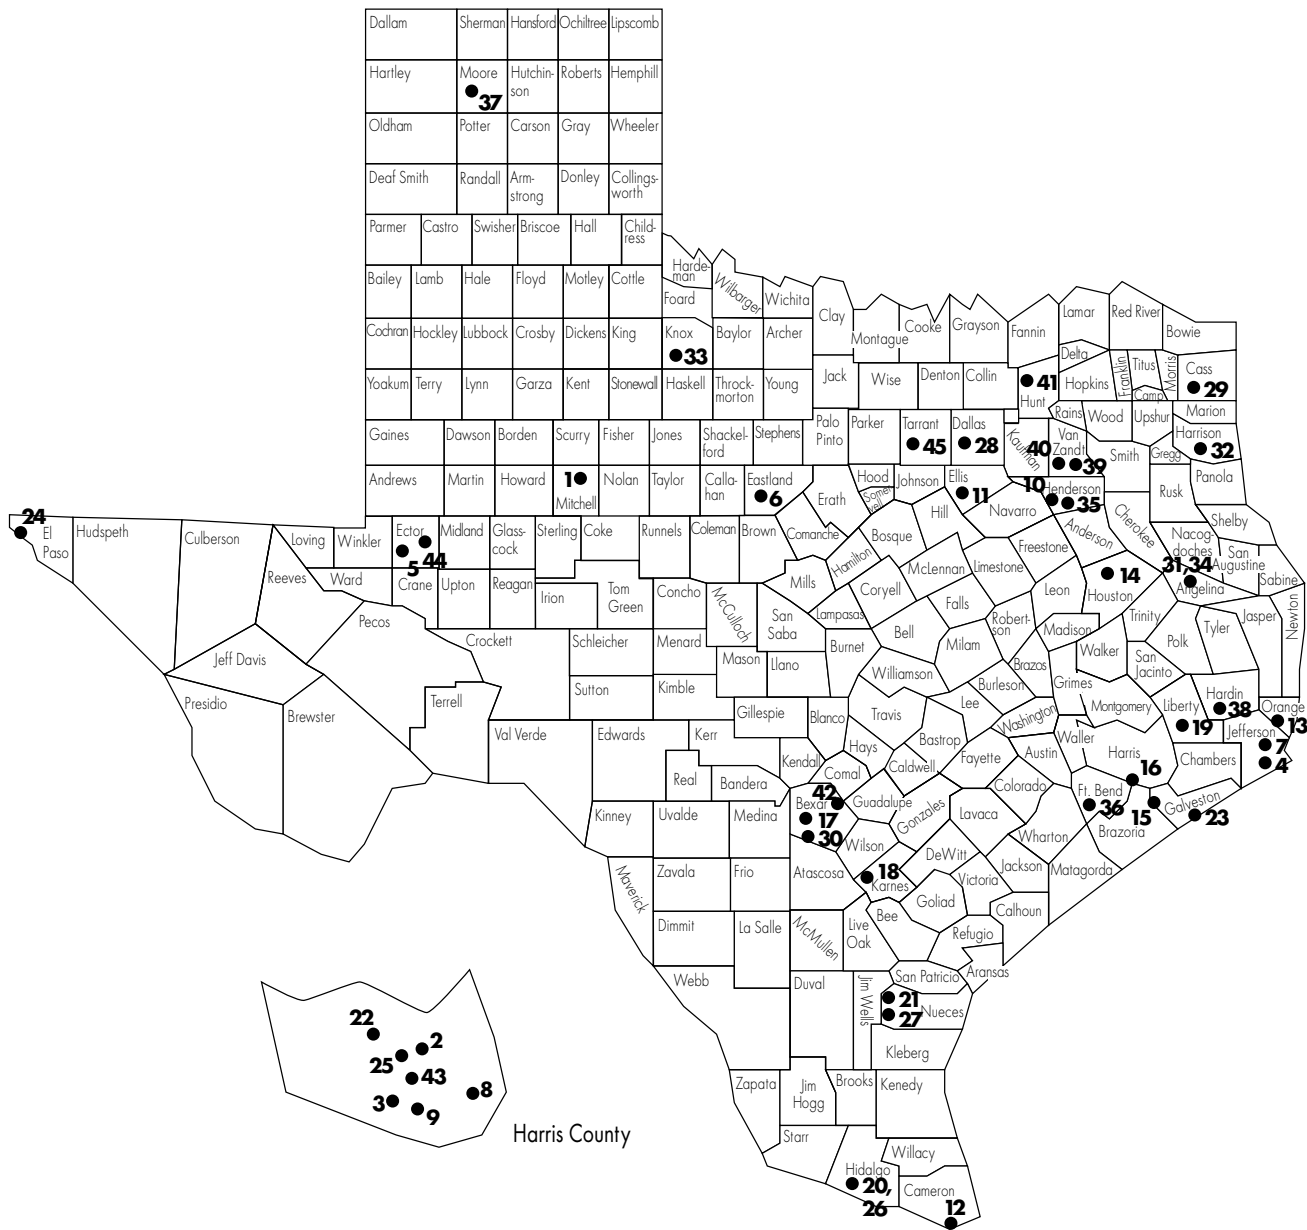 Dallam Sherman Hansford Ochiltree Lipscomb
Hartley Moore Hutchin-
son Roberts Hemphill
37
Oldham Potter Carson Gray Wheeler
Deaf Smith Randall Arm-
strong Donley Collings-
worth
Parmer Castro Swisher Briscoe Hall Child-
ress
Harde-
man
Bailey Lamb Hale Floyd Motley Cottle Foard Wilbarger Wichita
Clay Montague Cooke Grayson Fannin Lamar Red River Bowie
Cochran Hockley Lubbock Crosby Dickens King Knox Baylor Archer
33
Delta Franklin Titus Morris Cass
29
Camp
Yoakum Terry Lynn Garza Kent Stonewall Haskell Throck-
morton Young Jack Wise Denton Collin 41
Hunt Hopkins
Rains Wood Upshur Marion
Gaines Dawson Borden Scurry Fisher Jones Shackel-
ford Stephens Palo
Pinto Parker Tarrant
45
Dallas
28
Kaufman Van
Zandt
40
39
Smith Gregg Harrison
32
Andrews Martin Howard 1
Mitchell Nolan Taylor Calla-
han Eastland
6
Erath Hood Somer
vell Johnson Ellis
11
10
Henderson
35
Rusk Panola
Hill Navarro
24
El
Paso Hudspeth Culberson Loving Winkler Ector
44
5
Midland Glass-
cock Sterling Coke Runnels Coleman Brown Comanche Hamilton Bosque Freestone Anderson Cherokee Nacog-
doches Shelby
San
Augustine Sabine
31,34
Angelina
Reeves Ward Crane Upton Reagan Irion Tom
Green Concho McCulloch Mills McLennan Limestone
Leon 14
Houston
Coryell Falls Robert-
son Trinity Newton
Jasper
Pecos Crockett San
Saba Lampasas Bell Milam Madison Walker Polk Tyler
Jeff Davis Schleicher Menard Mason Llano Burnet Williamson Brazos San
Jacinto
Presidio Brewster Terrell Sutton Kimble Burleson Grimes Montgomery Liberty
19
Hardin
38
Orange
13
Val Verde Edwards Kerr Gillespie Blanco Travis Lee Washington Jefferson
7
4
Bastrop Waller Harris
16
Chambers
Real Bandera Kendall Hays Comal Caldwell Fayette Austin
Colorado Ft. Bend
36
15
Galveston
23
Brazoria
Kinney Uvalde Medina 42
Bexar
17
30
Guadalupe Gonzales Lavaca Wharton
Wilson DeWitt Jackson Matagorda
Maverick Zavala Frio Atascosa 18
Karnes Victoria
Goliad Calhoun
Dimmit La Salle McMullen Live
Oak Bee Refugio
Aransas
Webb Duval Jim Wells San Patricio
21
27
Nueces
Kleberg
Zapata Jim
Hogg Brooks Kenedy
Starr Willacy
Hidalgo
20,
26
Cameron
12
22
2
25
43
3
9
8
Harris County